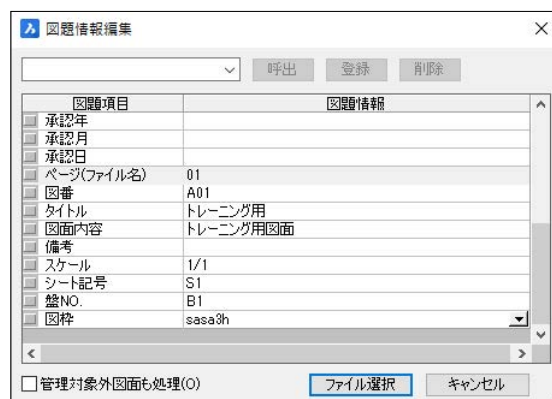 図題情報編集
呼出 登録 削除
図題項目 図題情報
承認年
承認月
承認日
ページ(ファイル名) 01
図番 A01
タイトル トレーニング用
図面内容 トレーニング用図面
備考
スケール 1/1
シート記号 S1
盤NO. B1
図枠 sasa3h
管理対象外図面も処理(O) ファイル選択 キャンセル